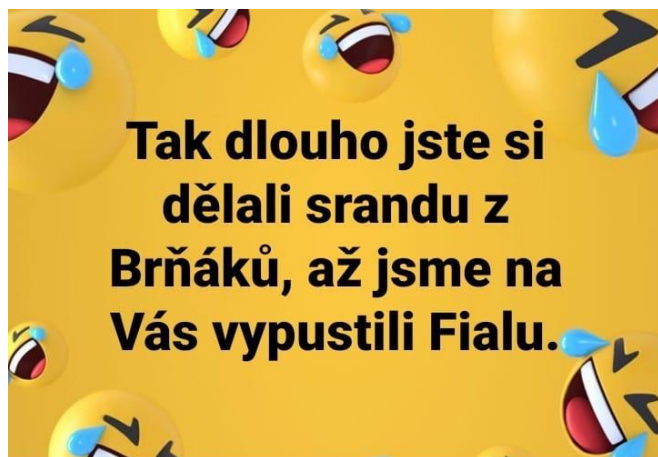 Tak dlouho jste si
dělali srandu z
Brňáků, až jsme na
Vás vypustili Fialu.